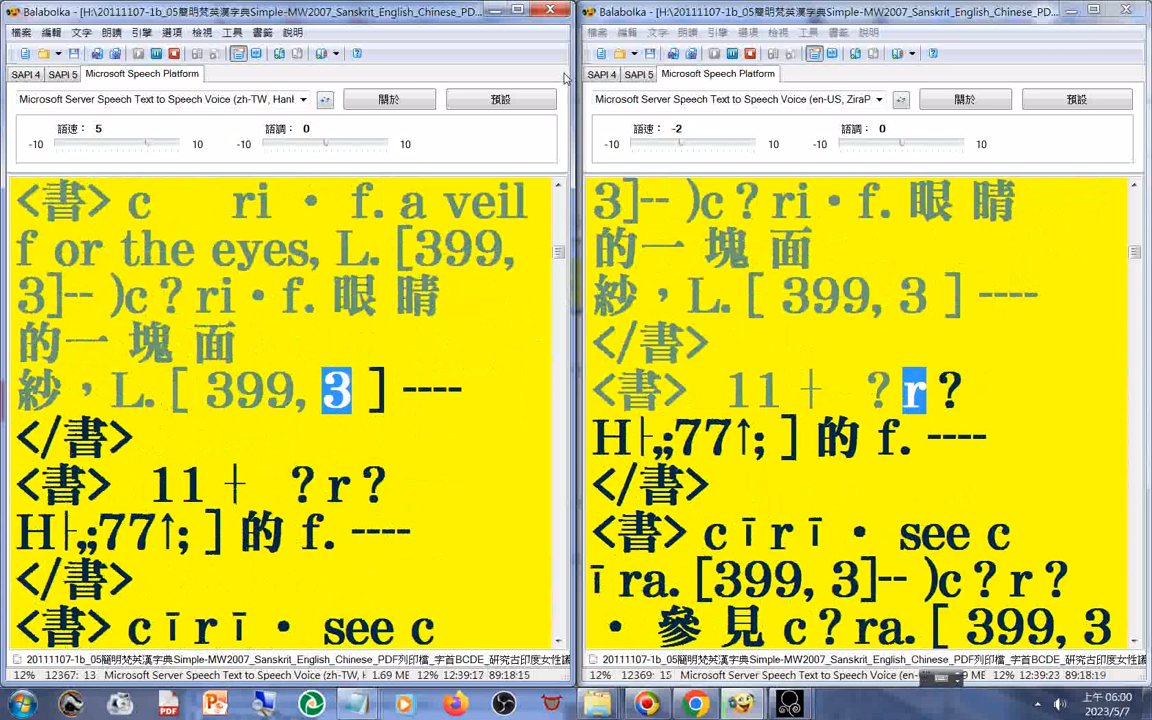 Balabolka - [H:\20111107-1b_05簡明梵英漢字典Simple-MW2007_Sanskrit_English_Chinese_PD...
檔案 編輯 文字 朗讀 引擎 選項 檢視 工具 書籤 說明
SAPI 4 SAPI 5 Microsoft Speech Platform
Microsoft Server Speech Text to Speech Voice (zh-TW, HanH
關於 預設
語速: 5 語調: 0
-10 10 -10 10
<書> c ri · f. a veil
f or the eyes, L. [399,
3]-- )c？ri·f. 眼 睛
的一 塊 面
紗，L. [ 399, 3 ] ----
</書>
<書> 11 ┼ ？r？
H├,;77↑; ] 的 f. ----
</書>
<書> cīrī· see c
20111107-1b_05簡明梵英漢字典Simple-MW2007_Sanskrit_English_Chinese_PDF列印檔_字首BCDE_研究古印度女性議
12% 12367: 13 Microsoft Server Speech Text to Speech Voice (zh-TW, H 1.69 MB 12% 12:39:17 89:18:15
Balabolka - [H:\20111107-1b_05簡明梵英漢字典Simple-MW2007_Sanskrit_English_Chinese_PD...
檔案 編輯 文字 朗讀 引擎 選項 檢視 工具 書籤 說明
SAPI 4 SAPI 5 Microsoft Speech Platform
Microsoft Server Speech Text to Speech Voice (en-US, ZiraP
關於 預設
語速: -2 語調: 0
-10 10 -10 10
3]-- )c？ri·f. 眼 睛
的一 塊 面
紗，L. [ 399, 3 ] ----
</書>
<書> 11 ┼ ？r？
H├,;77↑; ] 的 f. ----
</書>
<書> cīrī· see c
īra. [399, 3]-- )c？r？
· 參 見 c？ra. [ 399, 3
20111107-1b_05簡明梵英漢字典Simple-MW2007_Sanskrit_English_Chinese_PDF列印檔_字首BCDE_研究古印度女性議
12% 12369: 15 Microsoft Server Speech Text to Speech Voice (en-US, 12% 12:39:23 89:18:19
上午 06:00
2023/5/7